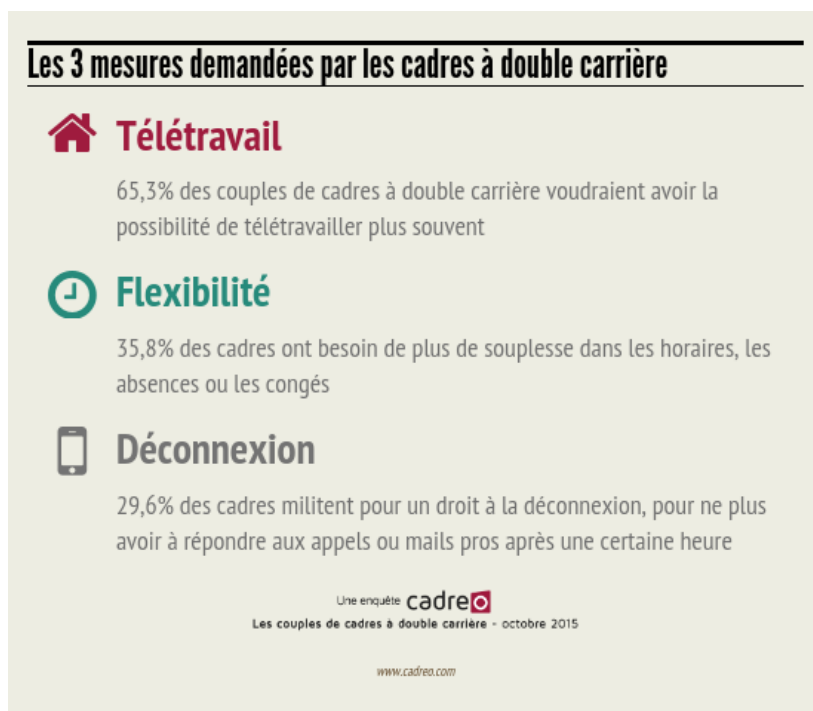 Les 3 mesures demandées par les cadres à double carrière
Télétravail
65,3% des couples de cadres à double carrière voudraient avoir la
possibilité de télétravailler plus souvent
Flexibilité
35,8% des cadres ont besoin de plus de souplesse dans les horaires, les
absences ou les congés
Déconnexion
29,6% des cadres militent pour un droit à la déconnexion, pour ne plus
avoir à répondre aux appels ou mails pros après une certaine heure
Une enquête cadreo
Les couples de cadres à double carrière - octobre 2015
www.cadreo.com